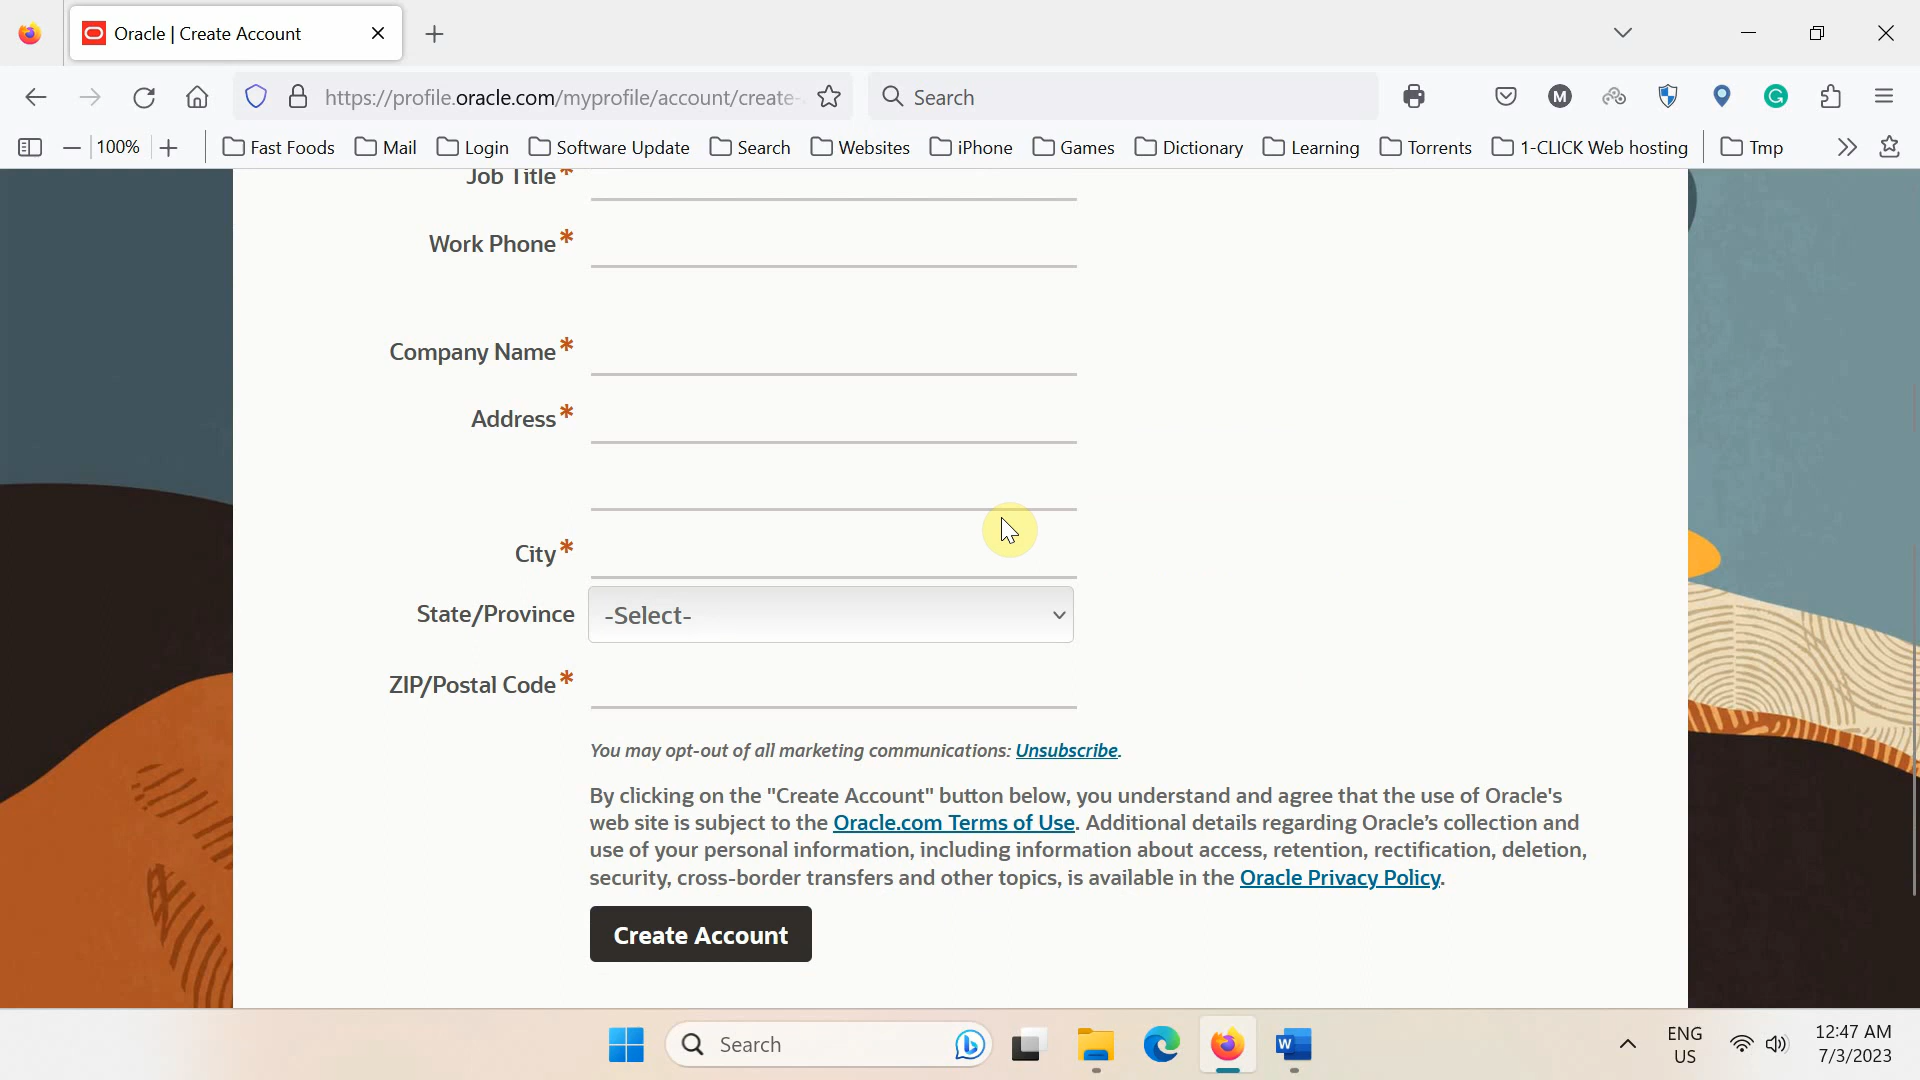 Oracle | Create Account
https://profile.oracle.com/myprofile/account/create-
Search
100%
Fast Foods
Mail
Login
Software Update
Search
Websites
iPhone
Games
Dictionary
Learning
Torrents
1-CLICK Web hosting
Tmp
Job Title*
Work Phone*
Company Name*
Address*
City*
State/Province
-Select-
ZIP/Postal Code*
You may opt-out of all marketing communications: Unsubscribe.
By clicking on the "Create Account" button below, you understand and agree that the use of Oracle's
web site is subject to the Oracle.com Terms of Use. Additional details regarding Oracle’s collection and
use of your personal information, including information about access, retention, rectification, deletion,
security, cross-border transfers and other topics, is available in the Oracle Privacy Policy.
Create Account
Search
ENG
US
12:47 AM
7/3/2023